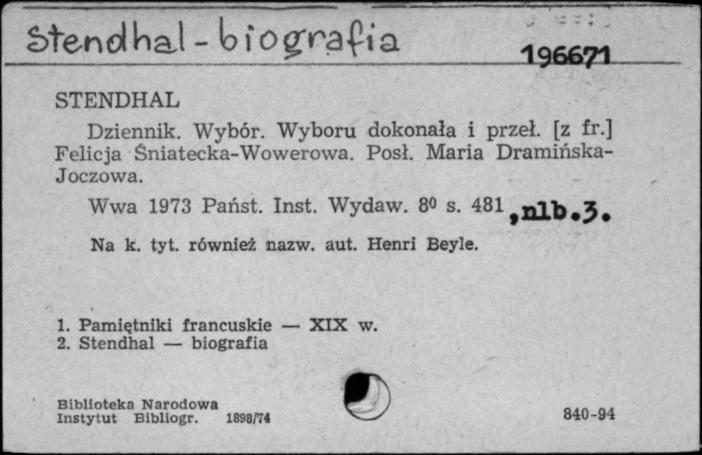 Stendhal - biografia
196671
STENDHAL
Dziennik. Wybór. Wyboru dokonała i przeł. [z fr.]
Felicja Śniatecka-Wowerowa. Posł. Maria Dramińska-
Joczowa.
Wwa 1973 Państ. Inst. Wydaw. 8⁰ s. 481, nlb.3.
Na k. tyt. również nazw. aut. Henri Beyle.
1. Pamiętniki francuskie — XIX w.
2. Stendhal — biografia
Biblioteka Narodowa
Instytut Bibliogr. 1898/74
840-94